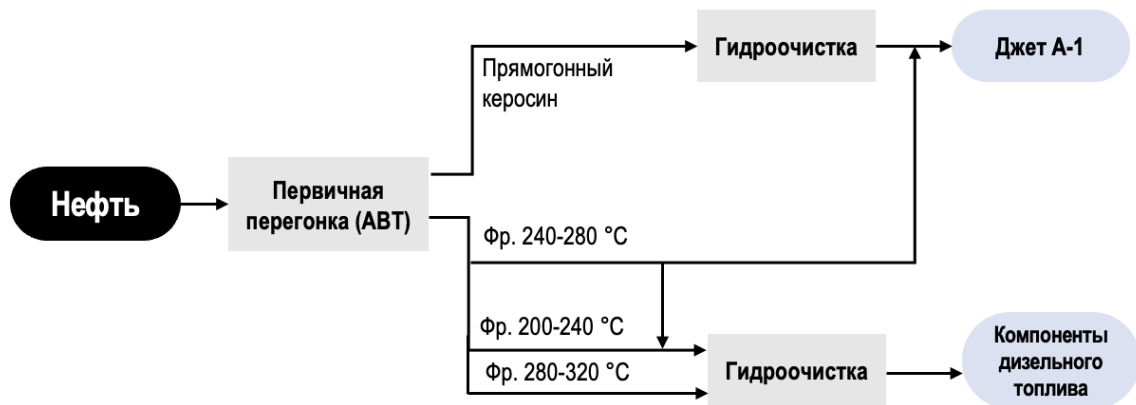 Гидроочистка
Джет А-1
Прямогонный
керосин
Нефть
Первичная
перегонка (АВТ)
Фр. 240-280 °C
Фр. 200-240 °C
Фр. 280-320 °C
Гидроочистка
Компоненты
дизельного
топлива